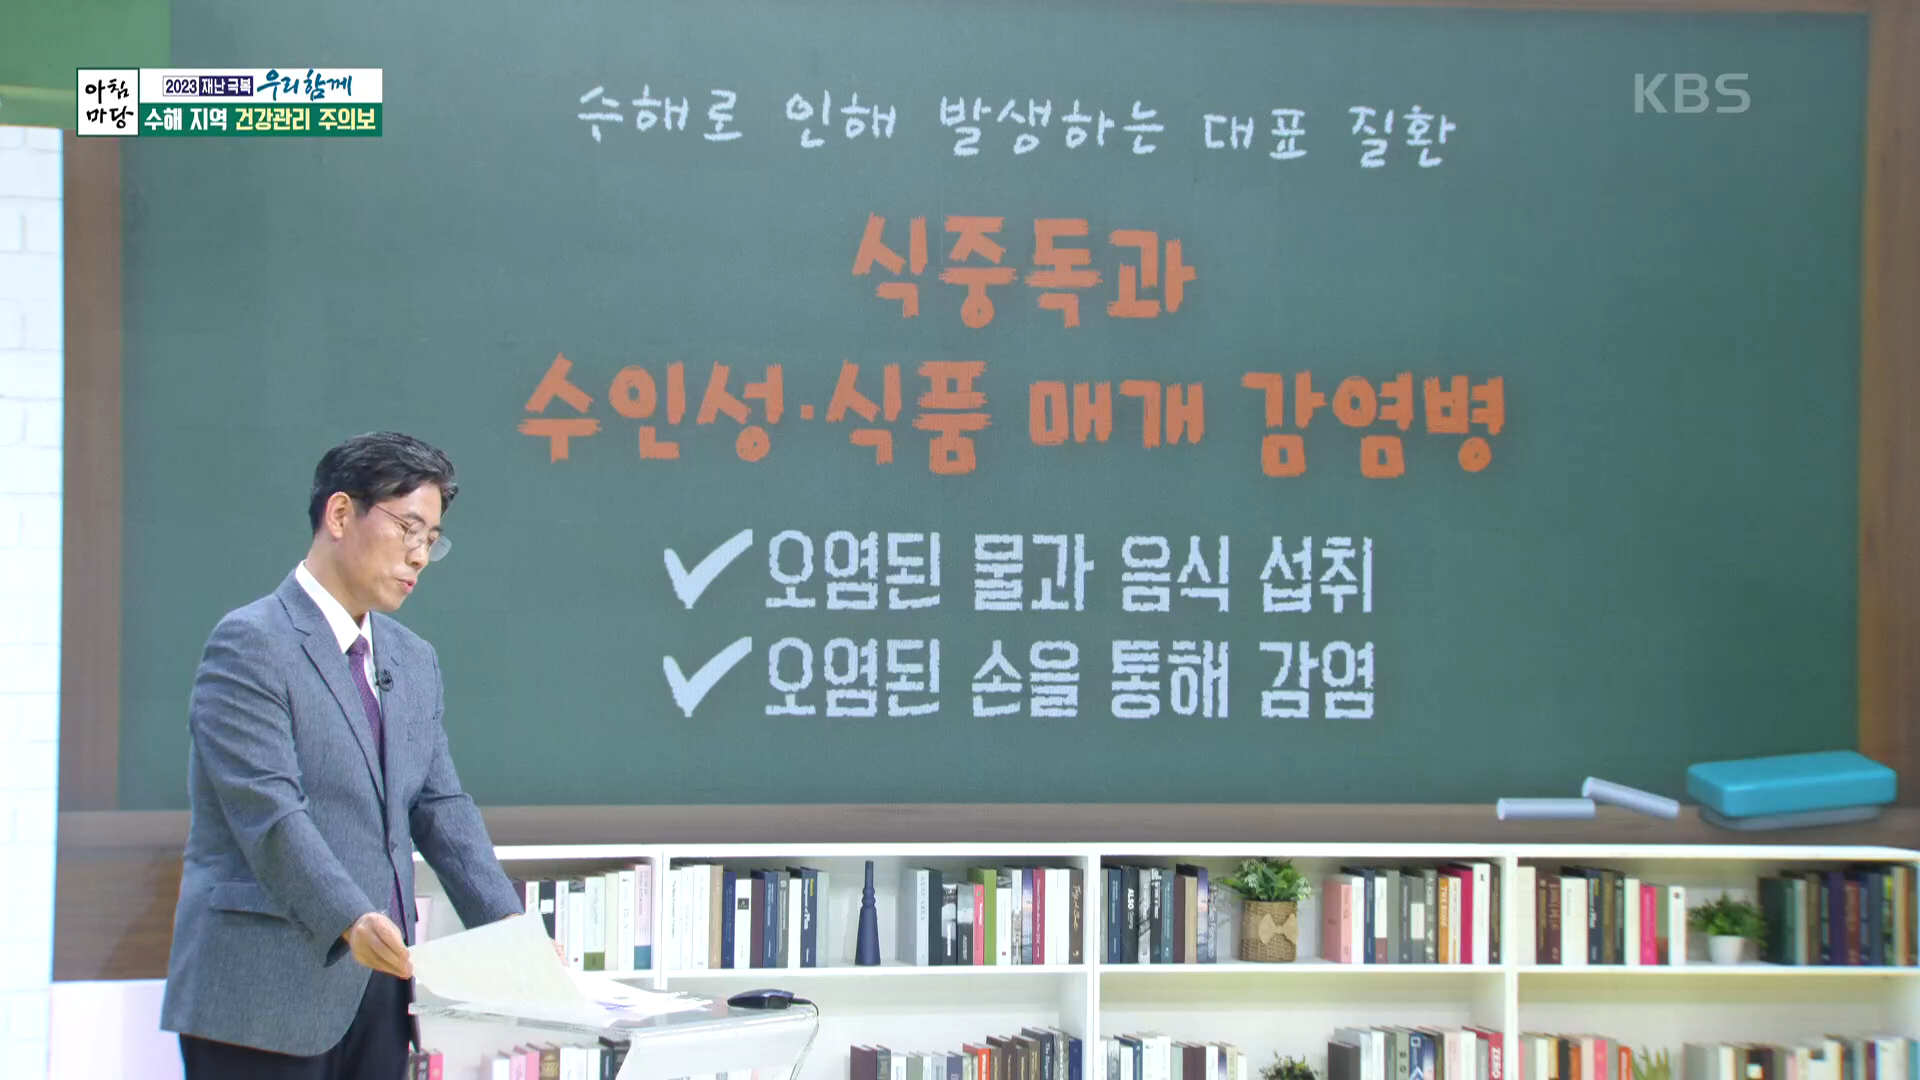 아침
마당
2023 재난 극복 우리 함께
수해 지역 건강관리 주의보
KBS
수해로 인해 발생하는 대표 질환
식중독과
수인성·식품 매개 감염병
✓오염된 물과 음식 섭취
✓오염된 손을 통해 감염
ALSO